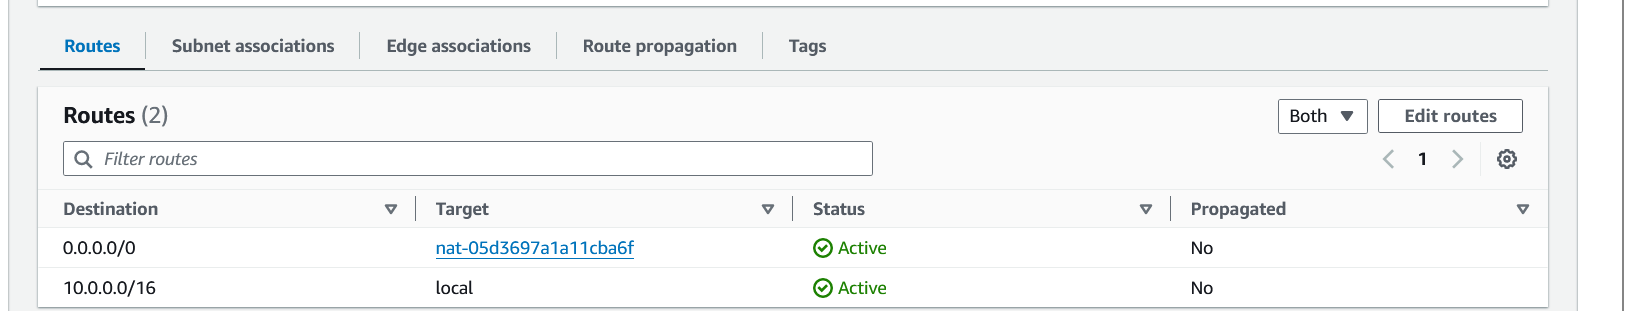 Routes Subnet associations Edge associations Route propagation Tags
Routes (2) Both Edit routes
Filter routes 1
Destination Target Status Propagated
0.0.0.0/0 nat-05d3697a1a11cba6f Active No
10.0.0.0/16 local Active No